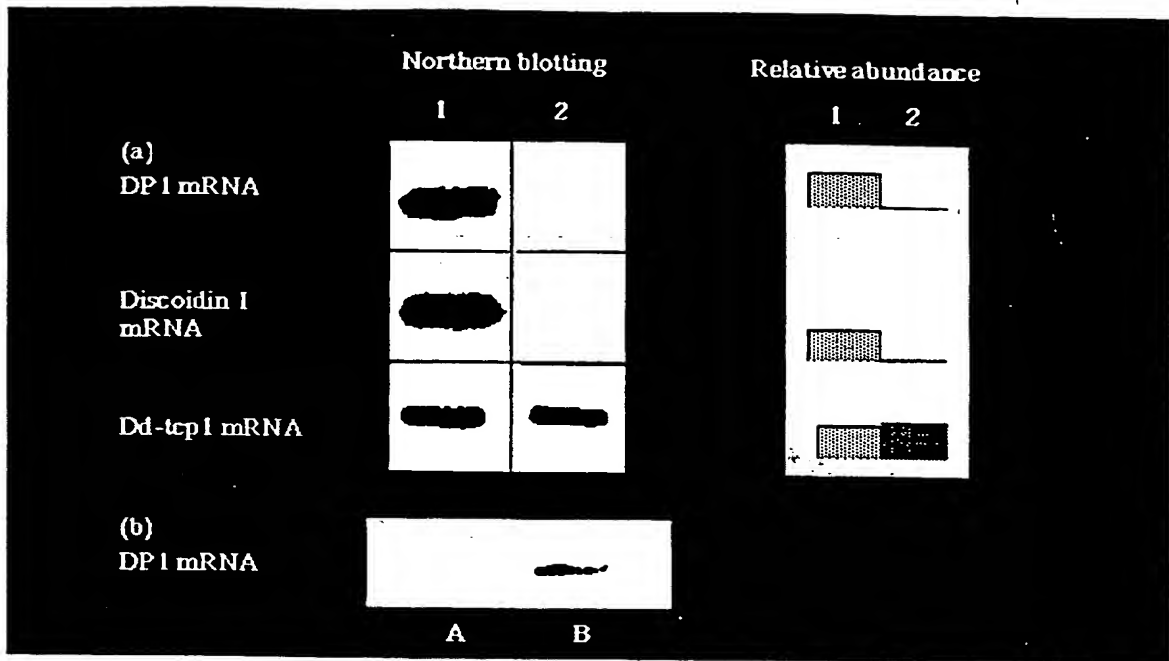 Northern blotting
Relative abundance
1 2
1 2
(a)
DP1 mRNA
Discoidin I
mRNA
Dd-tcp1 mRNA
(b)
DP1 mRNA
A B